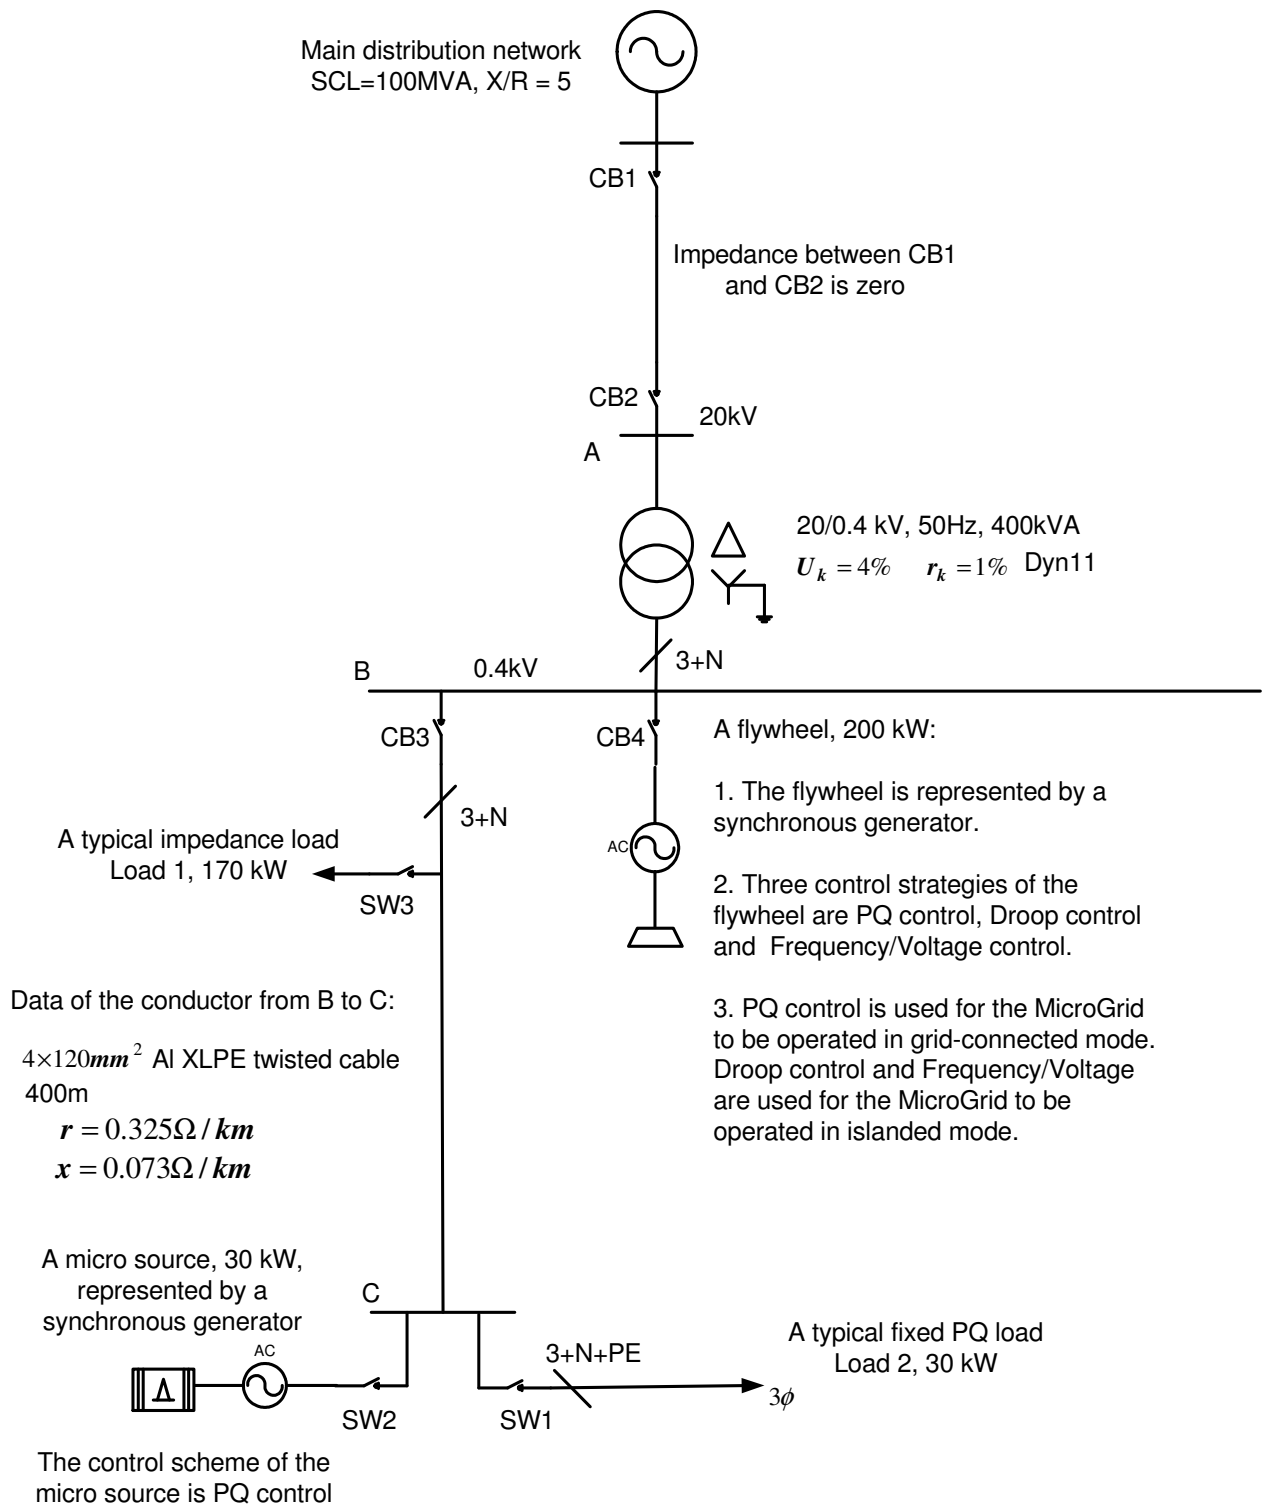 Main distribution network
SCL=100MVA, X/R = 5
CB1
Impedance between CB1
and CB2 is zero
CB2
20kV
A
20/0.4 kV, 50Hz, 400kVA
U_k = 4% r_k = 1% Dyn11
3+N
B
0.4kV
CB3
CB4
A flywheel, 200 kW:
1. The flywheel is represented by a
synchronous generator.
2. Three control strategies of the
flywheel are PQ control, Droop control
and Frequency/Voltage control.
3. PQ control is used for the MicroGrid
to be operated in grid-connected mode.
Droop control and Frequency/Voltage
are used for the MicroGrid to be
operated in islanded mode.
3+N
AC
A typical impedance load
Load 1, 170 kW
SW3
Data of the conductor from B to C:
4×120mm² Al XLPE twisted cable
400m
r = 0.325Ω / km
x = 0.073Ω / km
A micro source, 30 kW,
represented by a
synchronous generator
AC
C
3+N+PE
A typical fixed PQ load
Load 2, 30 kW
3ϕ
SW2
SW1
The control scheme of the
micro source is PQ control